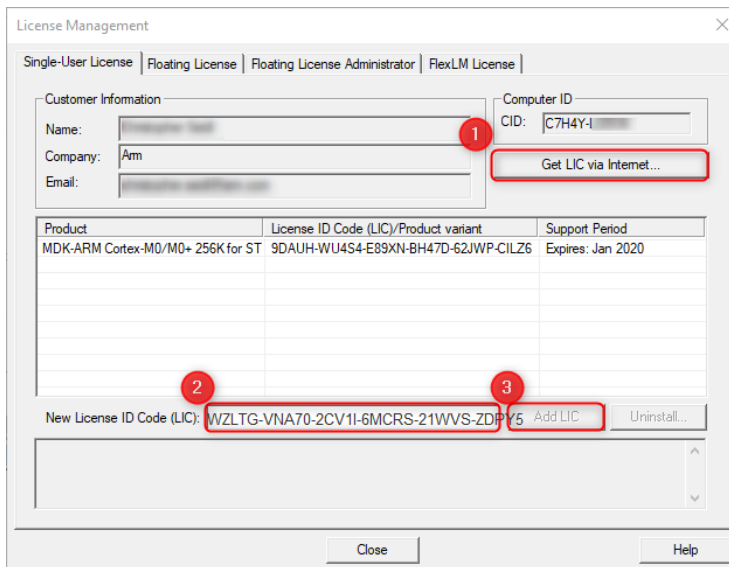 License Management
Single-User License Floating License Floating License Administrator FlexLM License
Customer Information
Name:
Company: Arm
Email:
Computer ID
CID: C7H4Y-
1
Get LIC via Internet...
Product License ID Code (LIC)/Product variant Support Period
MDK-ARM Cortex-M0/M0+ 256K for ST 9DAUH-WU4S4-E89XN-BH47D-62JWP-CILZ6 Expires: Jan 2020
2 3
New License ID Code (LIC): WZLTG-VNA70-2CV1I-6MCRS-21WVS-ZDPY5 Add LIC Uninstall...
Close Help